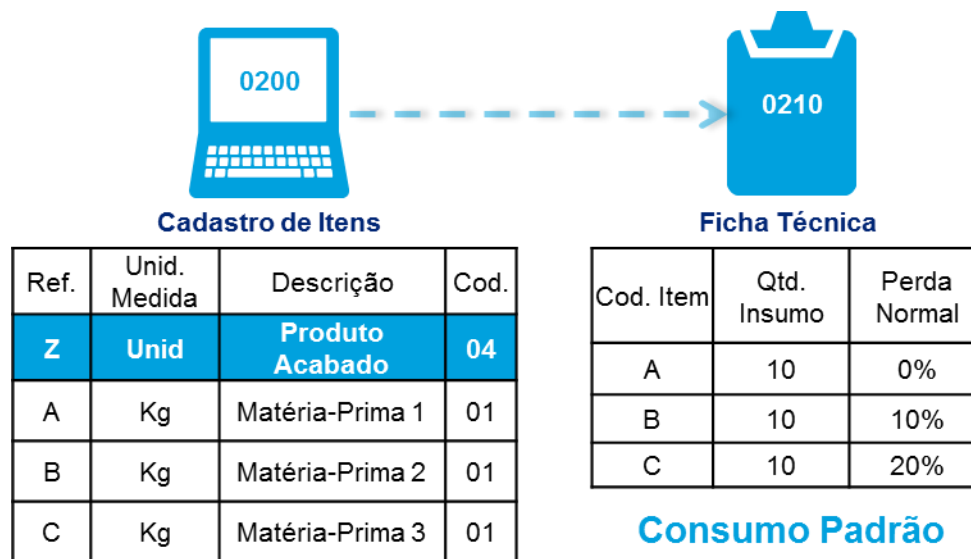 0200
0210
Cadastro de Itens
Ref.
Unid. Medida
Descrição
Cod.
Z
Unid
Produto Acabado
04
A
Kg
Matéria-Prima 1
01
B
Kg
Matéria-Prima 2
01
C
Kg
Matéria-Prima 3
01
Ficha Técnica
Cod. Item
Qtd. Insumo
Perda Normal
A
10
0%
B
10
10%
C
10
20%
Consumo Padrão